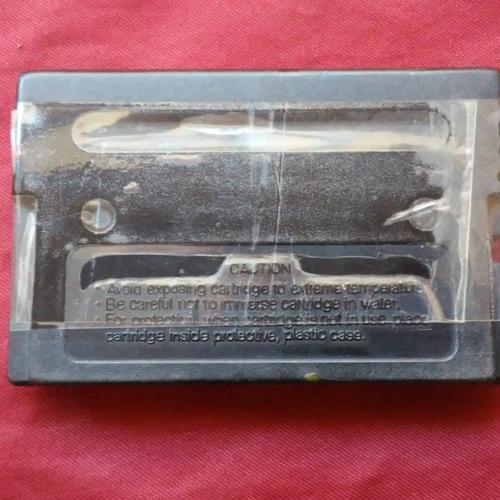 CAUTION
• Avoid exposing cartridge to extreme temperature
• Be careful not to immerse cartridge in water.
• For protection, when cartridge is not in use, place
cartridge inside protective, plastic case.